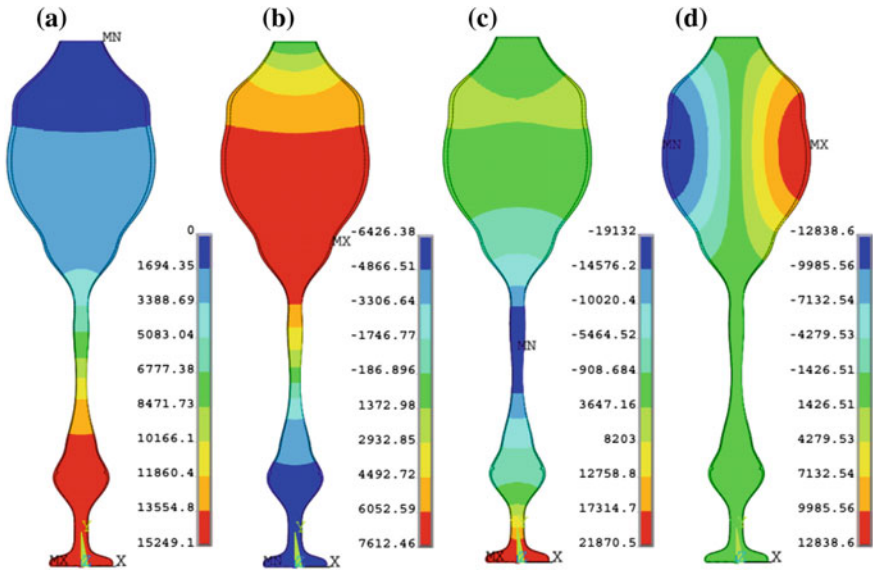 (a)
(b)
(c)
(d)
MN
MX
MX
0
1694.35
3388.69
5083.04
6777.38
8471.73
10166.1
11860.4
13554.8
15249.1
Y
X
MX
-6426.38
-4866.51
-3306.64
-1746.77
-186.896
1372.98
2932.85
4492.72
6052.59
7612.46
Y
MN
X
MN
-19132
-14576.2
-10020.4
-5464.52
-908.684
3647.16
8203
12758.8
17314.7
21870.5
Y
MX
X
MN
MX
-12838.6
-9985.56
-7132.54
-4279.53
-1426.51
1426.51
4279.53
7132.54
9985.56
12838.6
Y
X